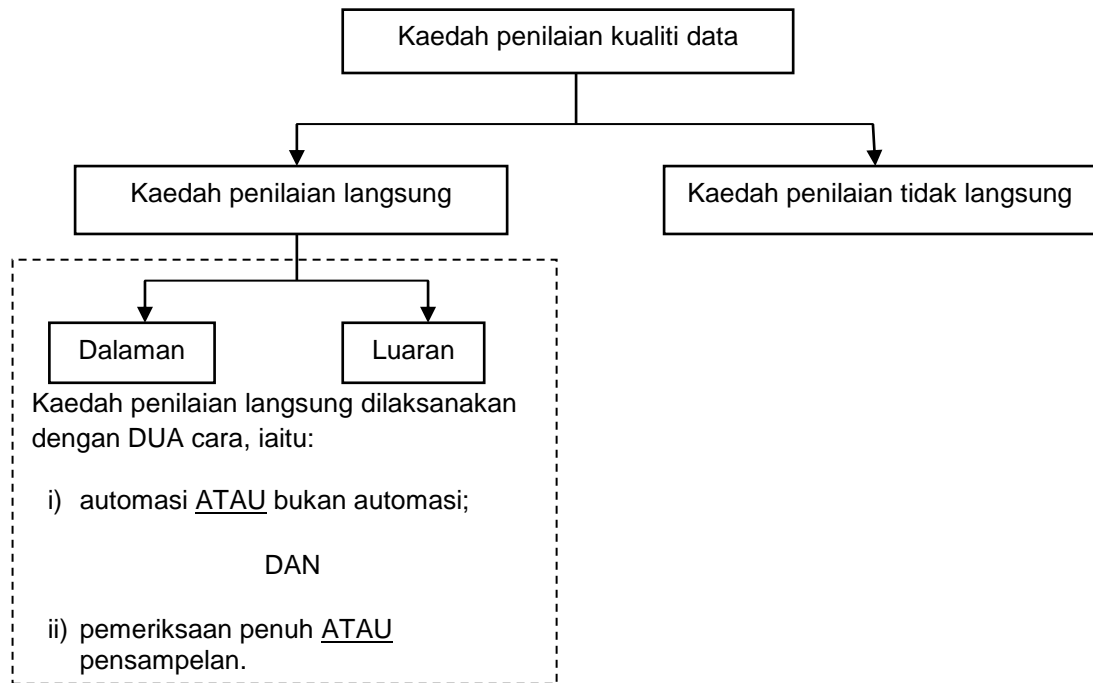 Kaedah penilaian kualiti data
Kaedah penilaian langsung
Kaedah penilaian tidak langsung
Dalaman
Luaran
Kaedah penilaian langsung dilaksanakan
dengan DUA cara, iaitu:
i) automasi ATAU bukan automasi;
DAN
ii) pemeriksaan penuh ATAU
pensampelan.